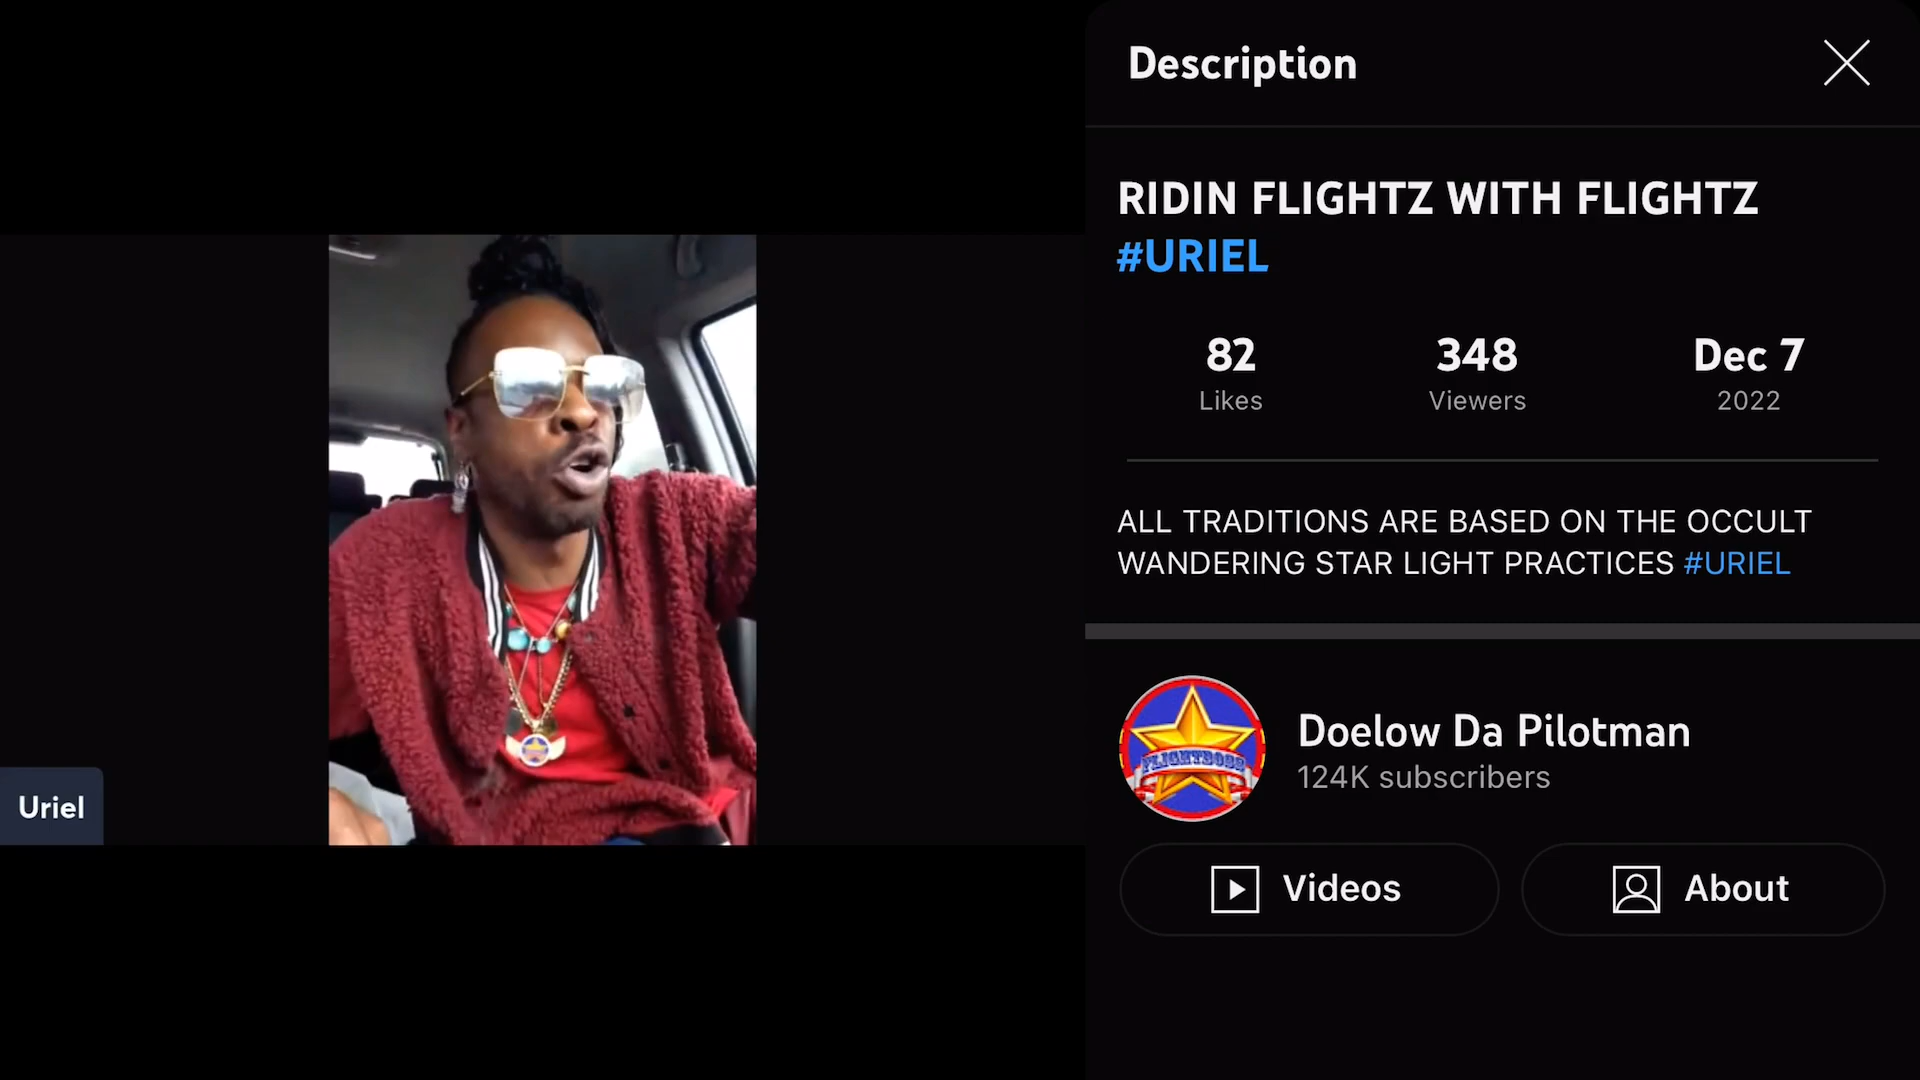 Description
RIDIN FLIGHTZ WITH FLIGHTZ
#URIEL
82
Likes
348
Viewers
Dec 7
2022
ALL TRADITIONS ARE BASED ON THE OCCULT
WANDERING STAR LIGHT PRACTICES #URIEL
FLIGHTBOSS
Doelow Da Pilotman
124K subscribers
Videos
About
Uriel